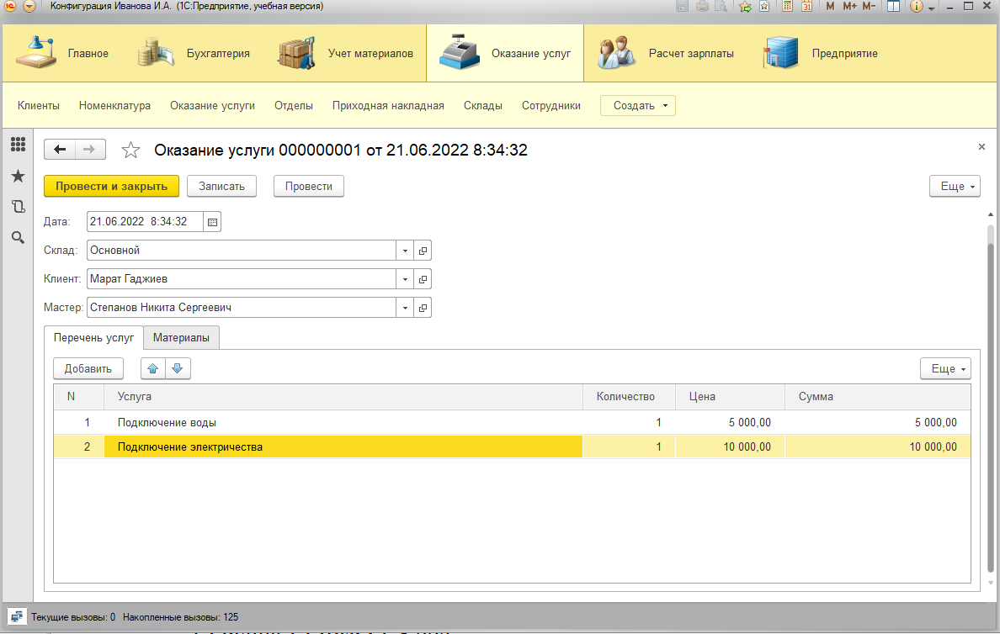 Конфигурация Иванова И.А. (1С:Предприятие, учебная версия)
M M+ M-
Главное Бухгалтерия Учет материалов Оказание услуг Расчет зарплаты Предприятие
Клиенты Номенклатура Оказание услуги Отделы Приходная накладная Склады Сотрудники Создать
Оказание услуги 000000001 от 21.06.2022 8:34:32
Провести и закрыть Записать Провести Еще
Дата: 21.06.2022 8:34:32
Склад: Основной
Клиент: Марат Гаджиев
Мастер: Степанов Никита Сергеевич
Перечень услуг Материалы
Добавить Еще
N Услуга Количество Цена Сумма
1 Подключение воды 1 5 000,00 5 000,00
2 Подключение электричества 1 10 000,00 10 000,00
Текущие вызовы: 0 Накопленные вызовы: 125